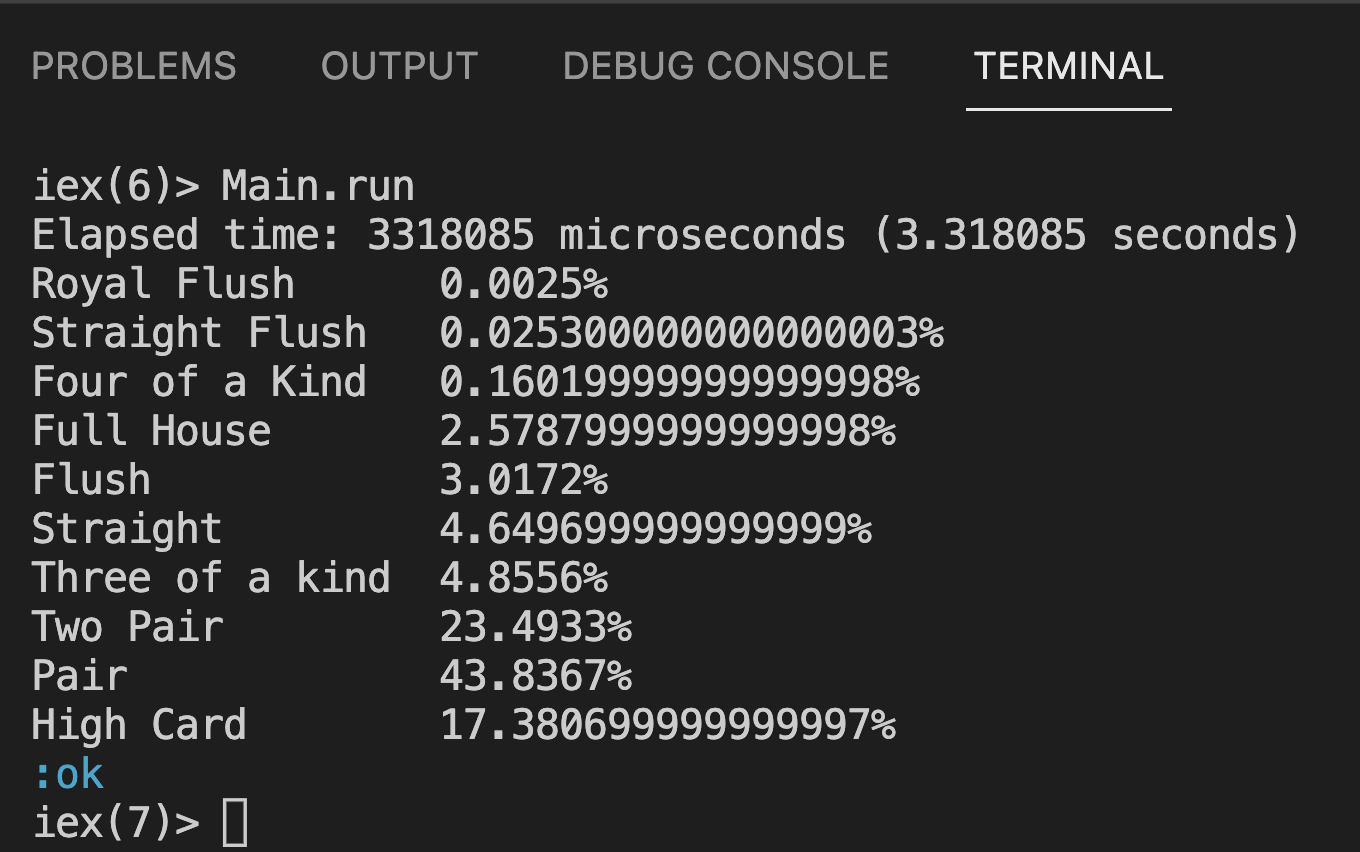 PROBLEMS OUTPUT DEBUG CONSOLE TERMINAL
iex(6)> Main.run
Elapsed time: 3318085 microseconds (3.318085 seconds)
Royal Flush 0.0025%
Straight Flush 0.025300000000000003%
Four of a Kind 0.16019999999999998%
Full House 2.5787999999999998%
Flush 3.0172%
Straight 4.649699999999999%
Three of a kind 4.8556%
Two Pair 23.4933%
Pair 43.8367%
High Card 17.380699999999997%
:ok
iex(7)>